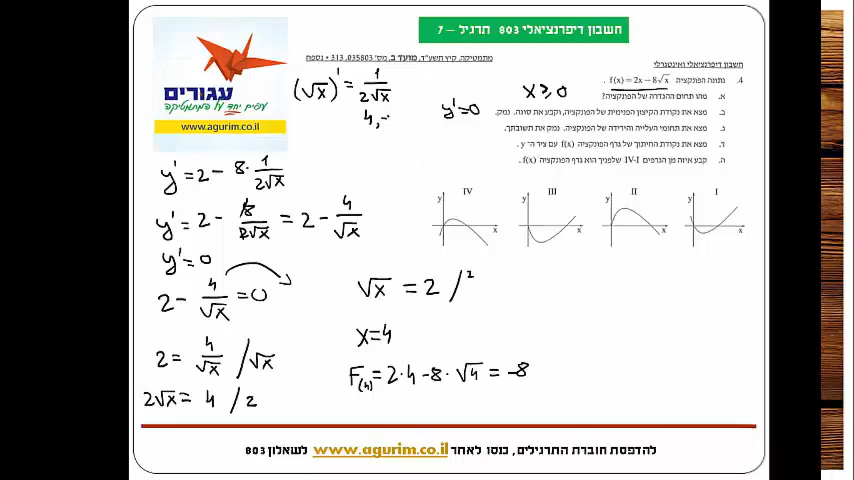 חשבון דיפרנציאלי 803 תרגיל – 7
מתמטיקה, קיץ תשע"ד, מועד ב, מס' 035803, 313 + נספח
חשבון דיפרנציאלי ואינטגרלי
4. נתונה הפונקציה f(x) = 2x − 8√x .
א. מהו תחום ההגדרה של הפונקציה?
ב. מצא את נקודת הקיצון הפנימית של הפונקציה, וקבע את סוגה. נמק.
ג. מצא את תחומי העלייה והירידה של הפונקציה. נמק את תשובתך.
ד. מצא את נקודת החיתוך של גרף הפונקציה f(x) עם ציר ה-y .
ה. קבע איזה מן הגרפים I-IV שלפניך הוא גרף הפונקציה f(x).
IV III II I
y x y x y x y x
עגורים
עושים יחד על מתמטיקה
www.agurim.co.il
(√x)' = 1/2√x
4, -
y' = 0
x ≥ 0
y' = 2 − 8 · 1/2√x
y' = 2 − 8/2√x = 2 − 4/√x
y' = 0
2 − 4/√x = 0
2 = 4/√x /√x
2√x = 4 / 2
√x = 2 /²
x = 4
F(4) = 2·4 − 8·√4 = −8
להדפסת חוברת התרגילים, כנסו לאתר www.agurim.co.il לשאלון 803